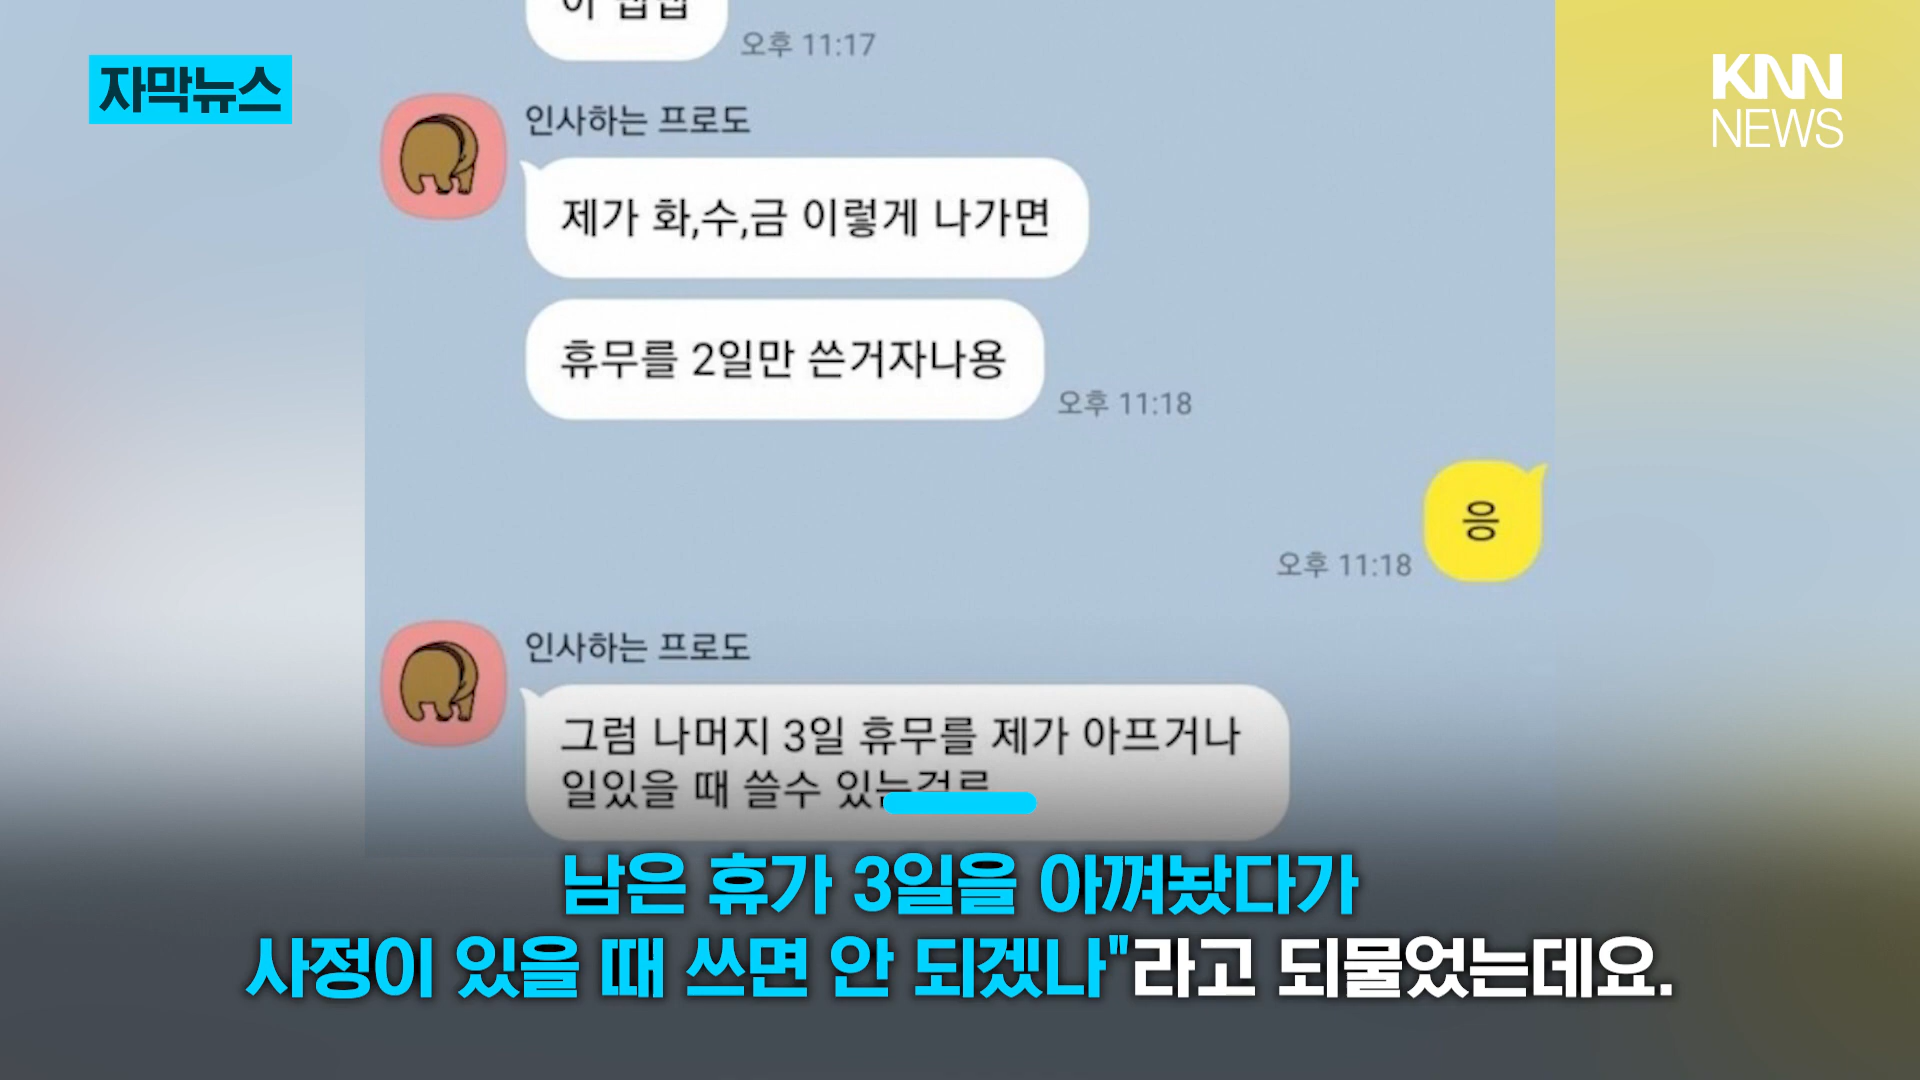 오후 11:17
자막뉴스
KNN
NEWS
인사하는 프로도
제가 화,수,금 이렇게 나가면
휴무를 2일만 쓴거자나용
오후 11:18
응
오후 11:18
인사하는 프로도
그럼 나머지 3일 휴무를 제가 아프거나
일있을 때 쓸수
남은 휴가 3일을 아껴놨다가
사정이 있을 때 쓰면 안 되겠나"라고 되물었는데요.